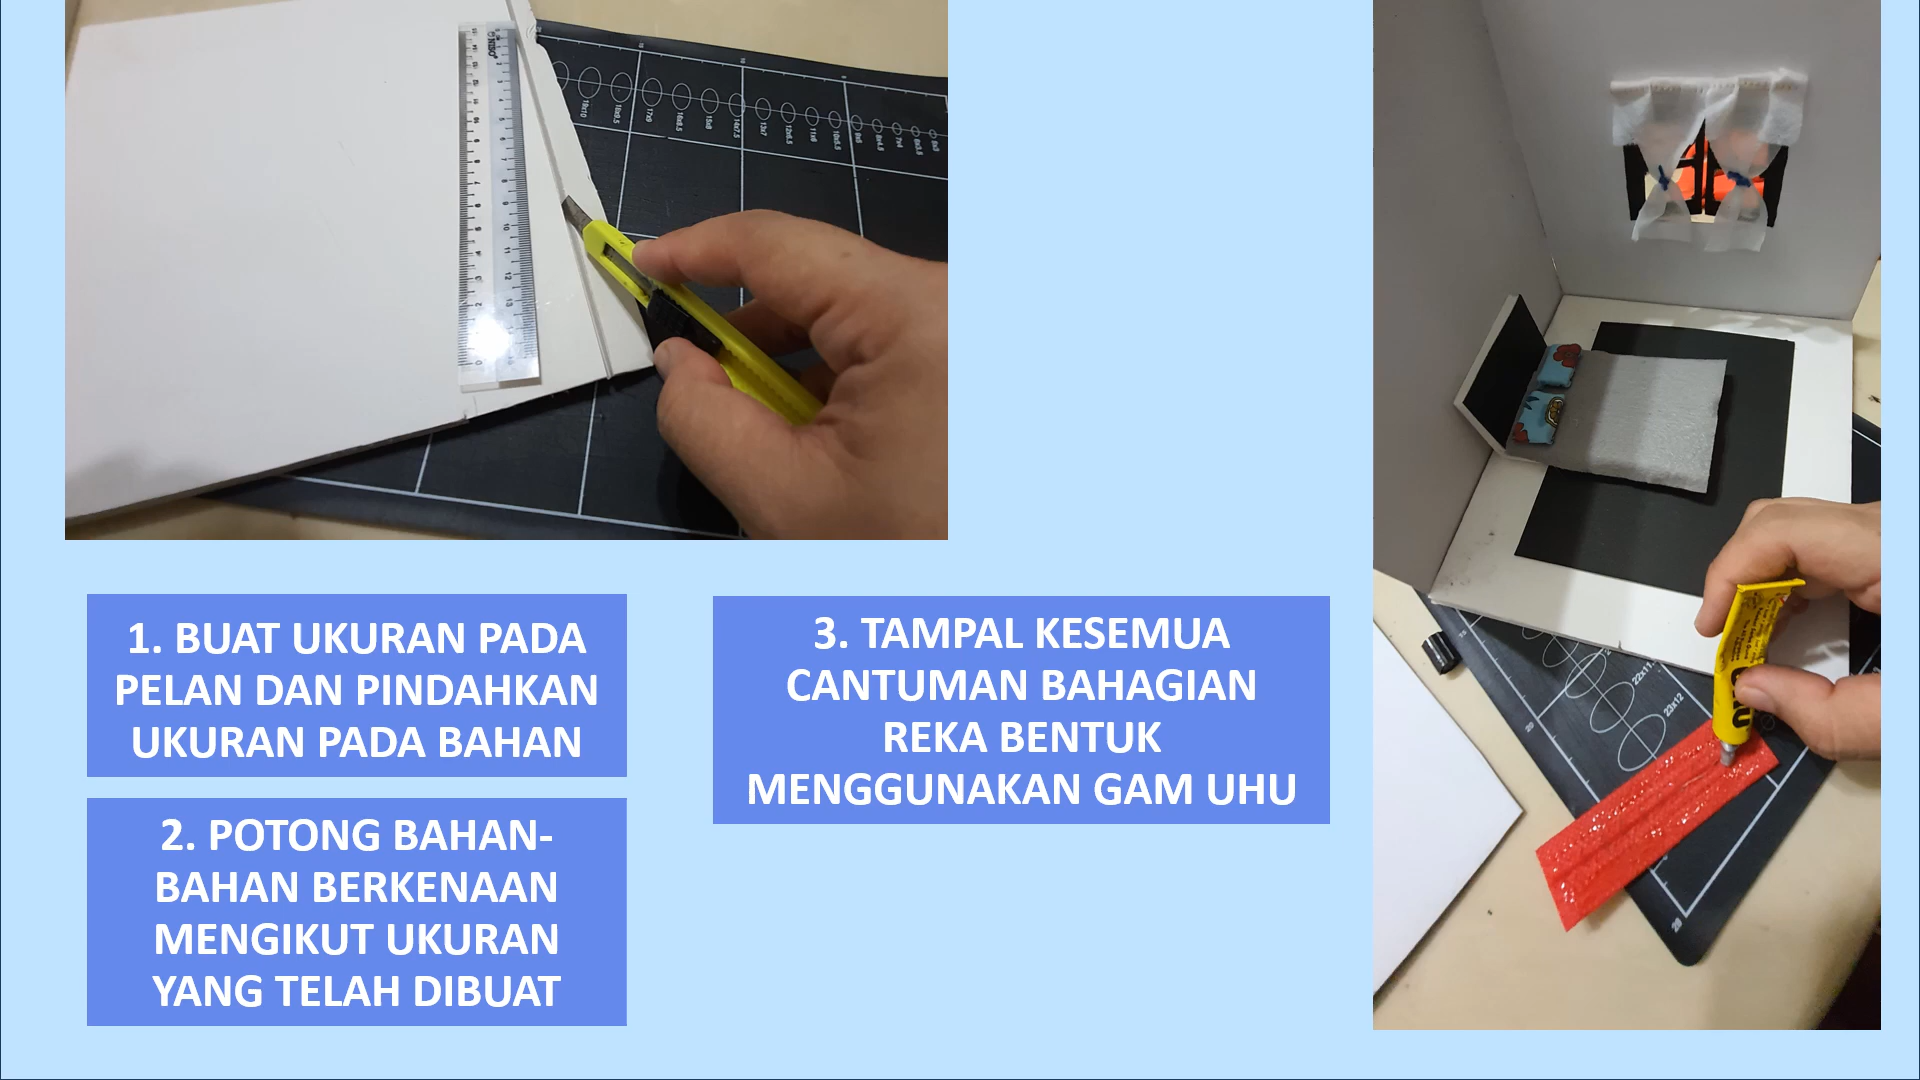 1. BUAT UKURAN PADA
PELAN DAN PINDAHKAN
UKURAN PADA BAHAN
2. POTONG BAHAN-
BAHAN BERKENAAN
MENGIKUT UKURAN
YANG TELAH DIBUAT
3. TAMPAL KESEMUA
CANTUMAN BAHAGIAN
REKA BENTUK
MENGGUNAKAN GAM UHU